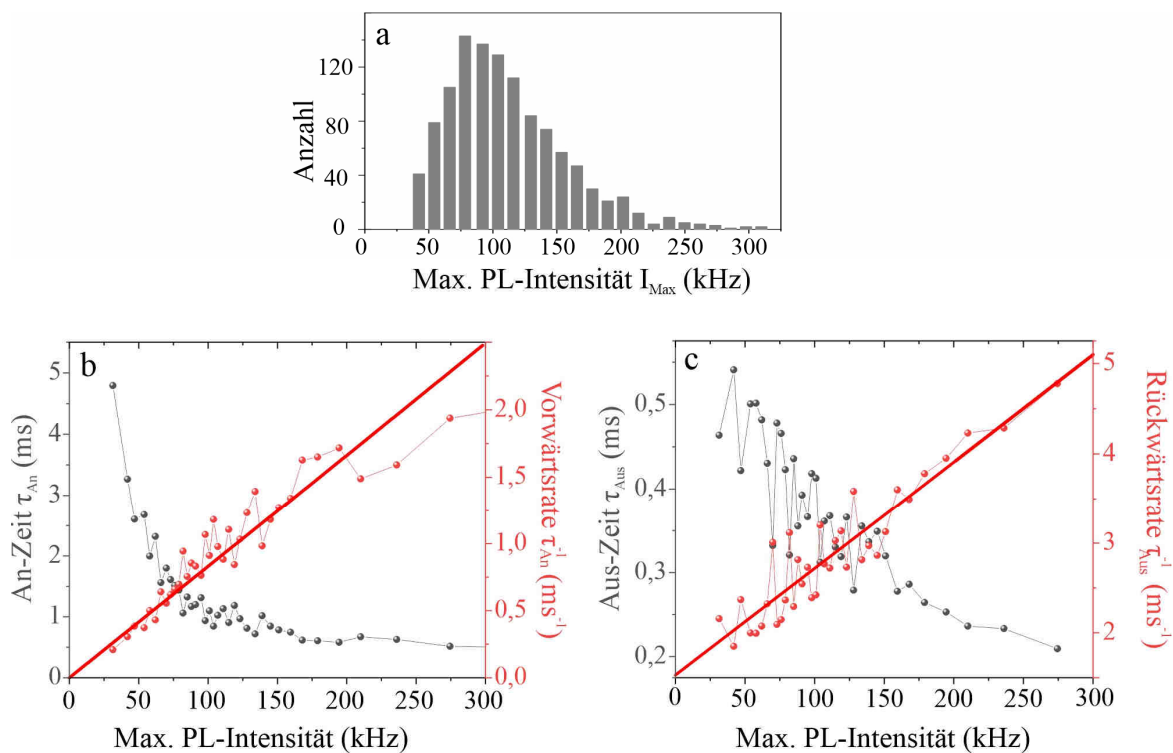 a
Anzahl
120
80
40
0
0 50 100 150 200 250 300
Max. PL-Intensität I_Max (kHz)
b
An-Zeit τ_An (ms)
5
4
3
2
1
0
Vorwärtsrate τ_An^-1 (ms^-1)
2,0
1,5
1,0
0,5
0,0
0 50 100 150 200 250 300
Max. PL-Intensität (kHz)
c
Aus-Zeit τ_Aus (ms)
0,5
0,4
0,3
0,2
Rückwärtsrate τ_Aus^-1 (ms^-1)
5
4
3
2
0 50 100 150 200 250 300
Max. PL-Intensität (kHz)